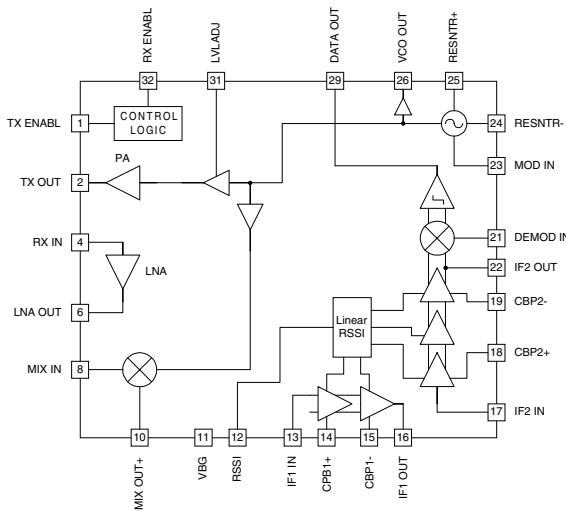 RX ENABL
LVLADJ
DATA OUT
VCO OUT
RESNTR+
32
31
29
26
25
TX ENABL
1
CONTROL
LOGIC
24
RESNTR-
PA
23
MOD IN
TX OUT
2
RX IN
4
21
DEMOD IN
LNA
22
IF2 OUT
19
CBP2-
LNA OUT
6
Linear
RSSI
18
CBP2+
MIX IN
8
17
IF2 IN
10
11
12
13
14
15
16
MIX OUT+
VBG
RSSI
IF1 IN
CPB1+
CBP1-
IF1 OUT